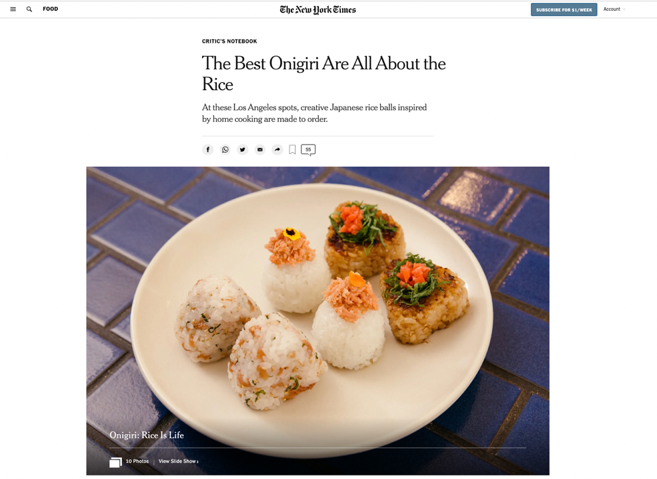 FOOD
The New York Times
SUBSCRIBE FOR $1/WEEK
Account
CRITIC'S NOTEBOOK
The Best Onigiri Are All About the
Rice
At these Los Angeles spots, creative Japanese rice balls inspired
by home cooking are made to order.
55
Onigiri: Rice Is Life
10 Photos
View Slide Show ›